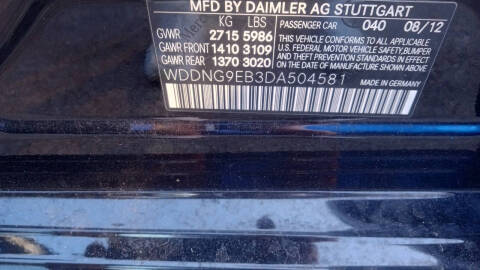 MFD BY DAIMLER AG STUTTGART
KG LBS PASSENGER CAR 040 08/12
GVWR 2715 5986 THIS VEHICLE CONFORMS TO ALL APPLICABLE
GAWR FRONT 1410 3109 U.S. FEDERAL MOTOR VEHICLE SAFETY, BUMPER,
GAWR REAR 1370 3020 AND THEFT PREVENTION STANDARDS IN EFFECT
ON THE DATE OF MANUFACTURE SHOWN ABOVE.
WDDNG9EB3DA504581
MADE IN GERMANY